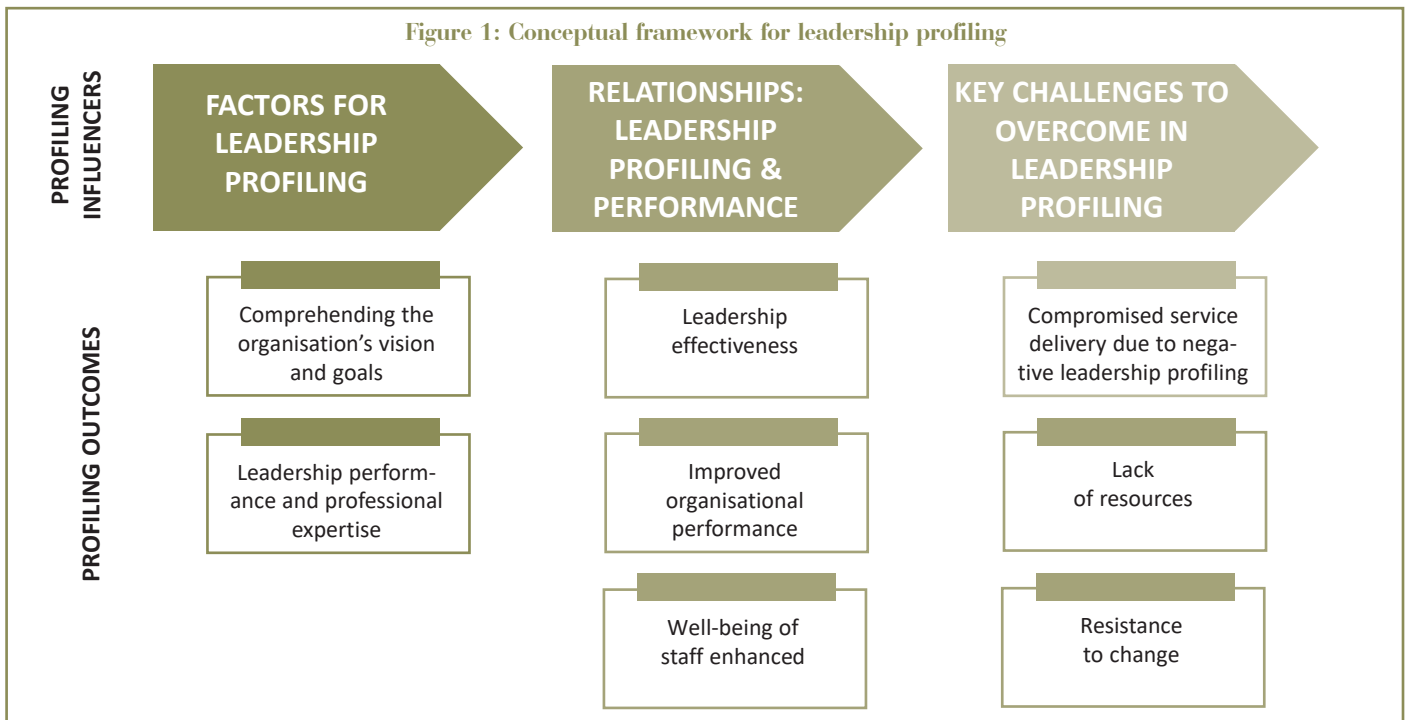 Figure 1: Conceptual framework for leadership profiling
PROFILING
INFLUENCERS
FACTORS FOR
LEADERSHIP
PROFILING
RELATIONSHIPS:
LEADERSHIP
PROFILING &
PERFORMANCE
KEY CHALLENGES TO
OVERCOME IN
LEADERSHIP
PROFILING
PROFILING OUTCOMES
Comprehending the
organisation’s vision
and goals
Leadership perform-
ance and professional
expertise
Leadership
effectiveness
Improved
organisational
performance
Well-being of
staff enhanced
Compromised service
delivery due to nega-
tive leadership profiling
Lack
of resources
Resistance
to change